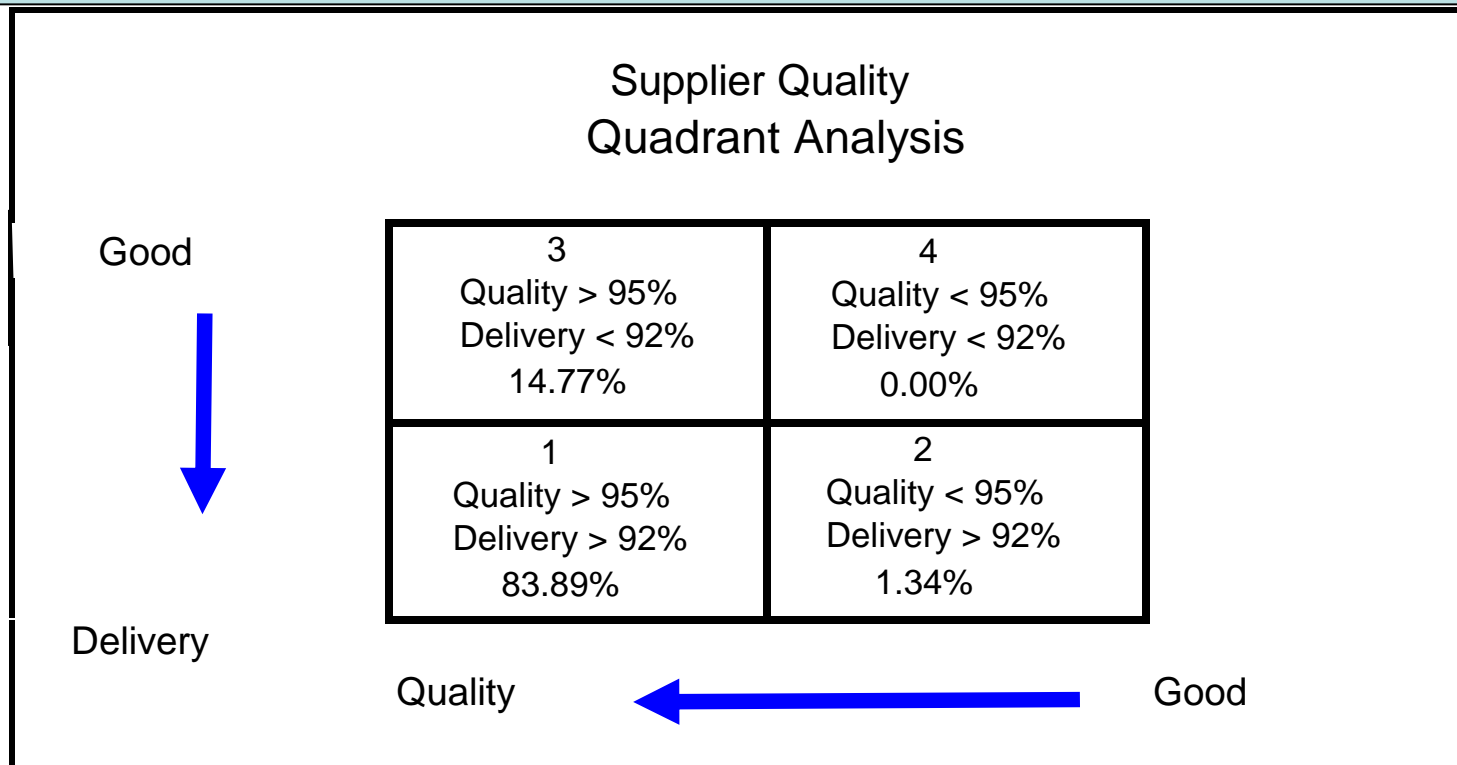 Supplier Quality
Quadrant Analysis
Good
3
Quality > 95%
Delivery < 92%
14.77%
4
Quality < 95%
Delivery < 92%
0.00%
1
Quality > 95%
Delivery > 92%
83.89%
2
Quality < 95%
Delivery > 92%
1.34%
Delivery
Quality
Good